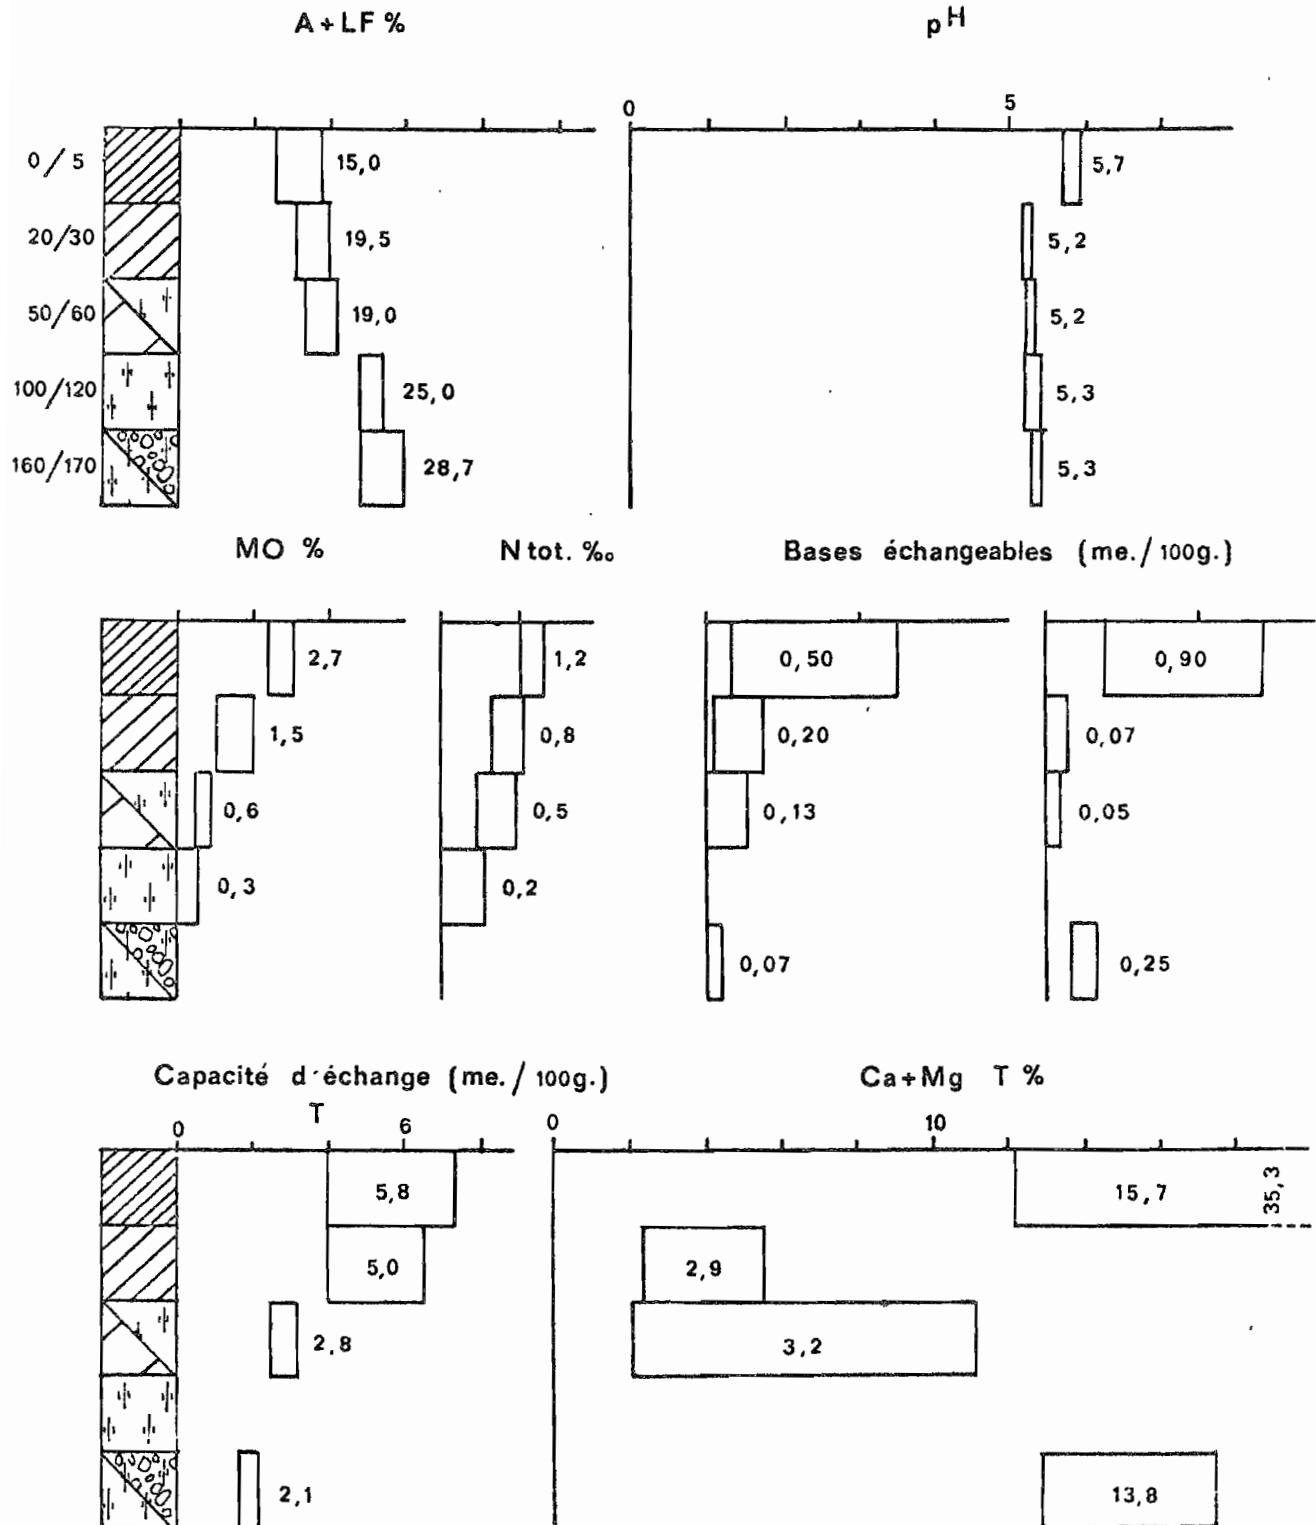 A+LF %
pH
0 5
0/5 15,0 5,7
20/30 19,5 5,2
50/60 19,0 5,2
100/120 25,0 5,3
160/170 28,7 5,3
MO % N tot. ‰ Bases échangeables (me./100g.)
2,7 1,2 0,50 0,90
1,5 0,8 0,20 0,07
0,6 0,5 0,13 0,05
0,3 0,2
0,07 0,25
Capacité d'échange (me./100g.) Ca+Mg T %
T
0 6 0 10
5,8 15,7 35,3
5,0 2,9
2,8 3,2
2,1 13,8